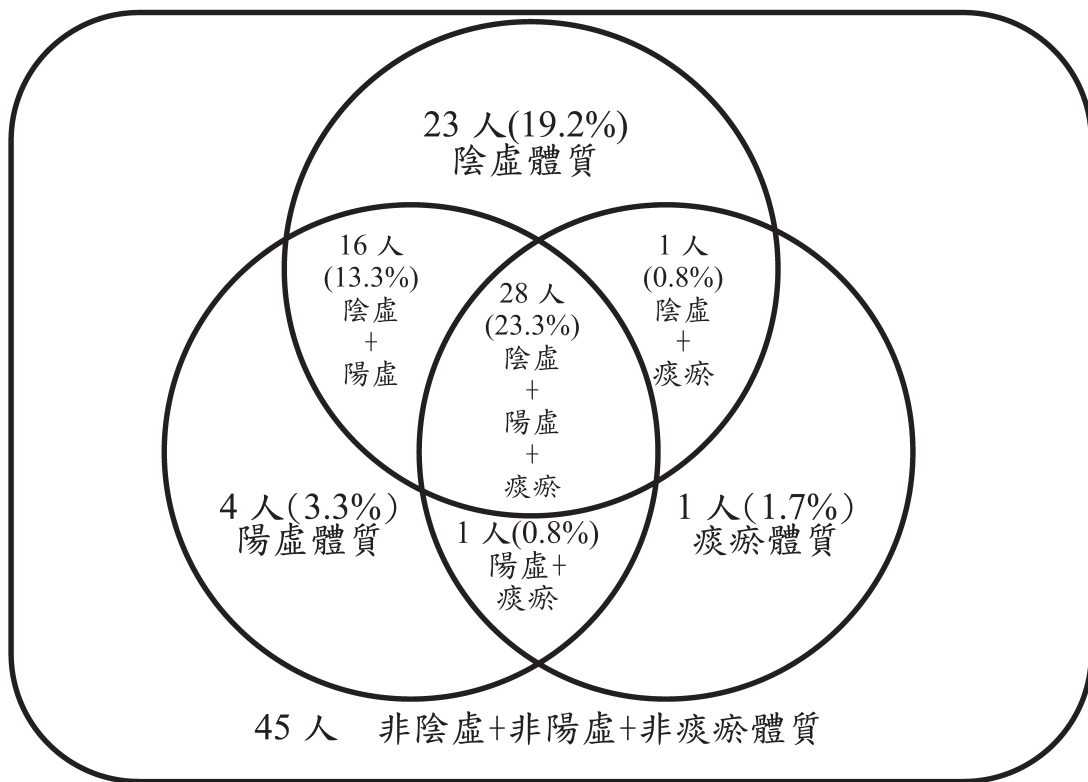 23 人(19.2%)
陰虛體質
16 人
(13.3%)
陰虛
+
陽虛
28 人
(23.3%)
陰虛
+
陽虛
+
痰瘀
1 人
(0.8%)
陰虛
+
痰瘀
4 人(3.3%)
陽虛體質
1 人(0.8%)
陽虛+
痰瘀
1 人(1.7%)
痰瘀體質
45 人 非陰虛+非陽虛+非痰瘀體質